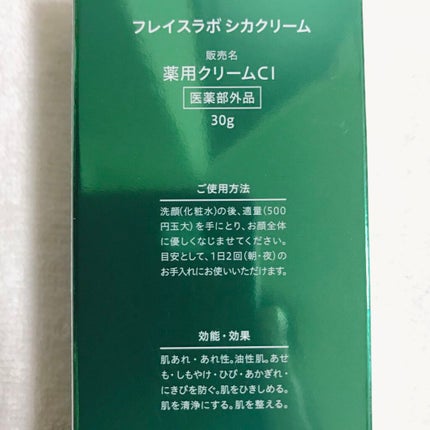 フレイスラボ シカクリーム
販売名
薬用クリームCI
医薬部外品
30g
ご使用方法
洗顔(化粧水)の後、適量(500
円玉大)を手にとり、お顔全体
に優しくなじませてください。
目安として、1日2回(朝・夜)の
お手入れにお使いいただけます。
効能・効果
肌あれ・あれ性。油性肌。あせ
も・しもやけ・ひび・あかぎれ・
にきびを防ぐ。肌をひきしめる。
肌を清浄にする。肌を整える。